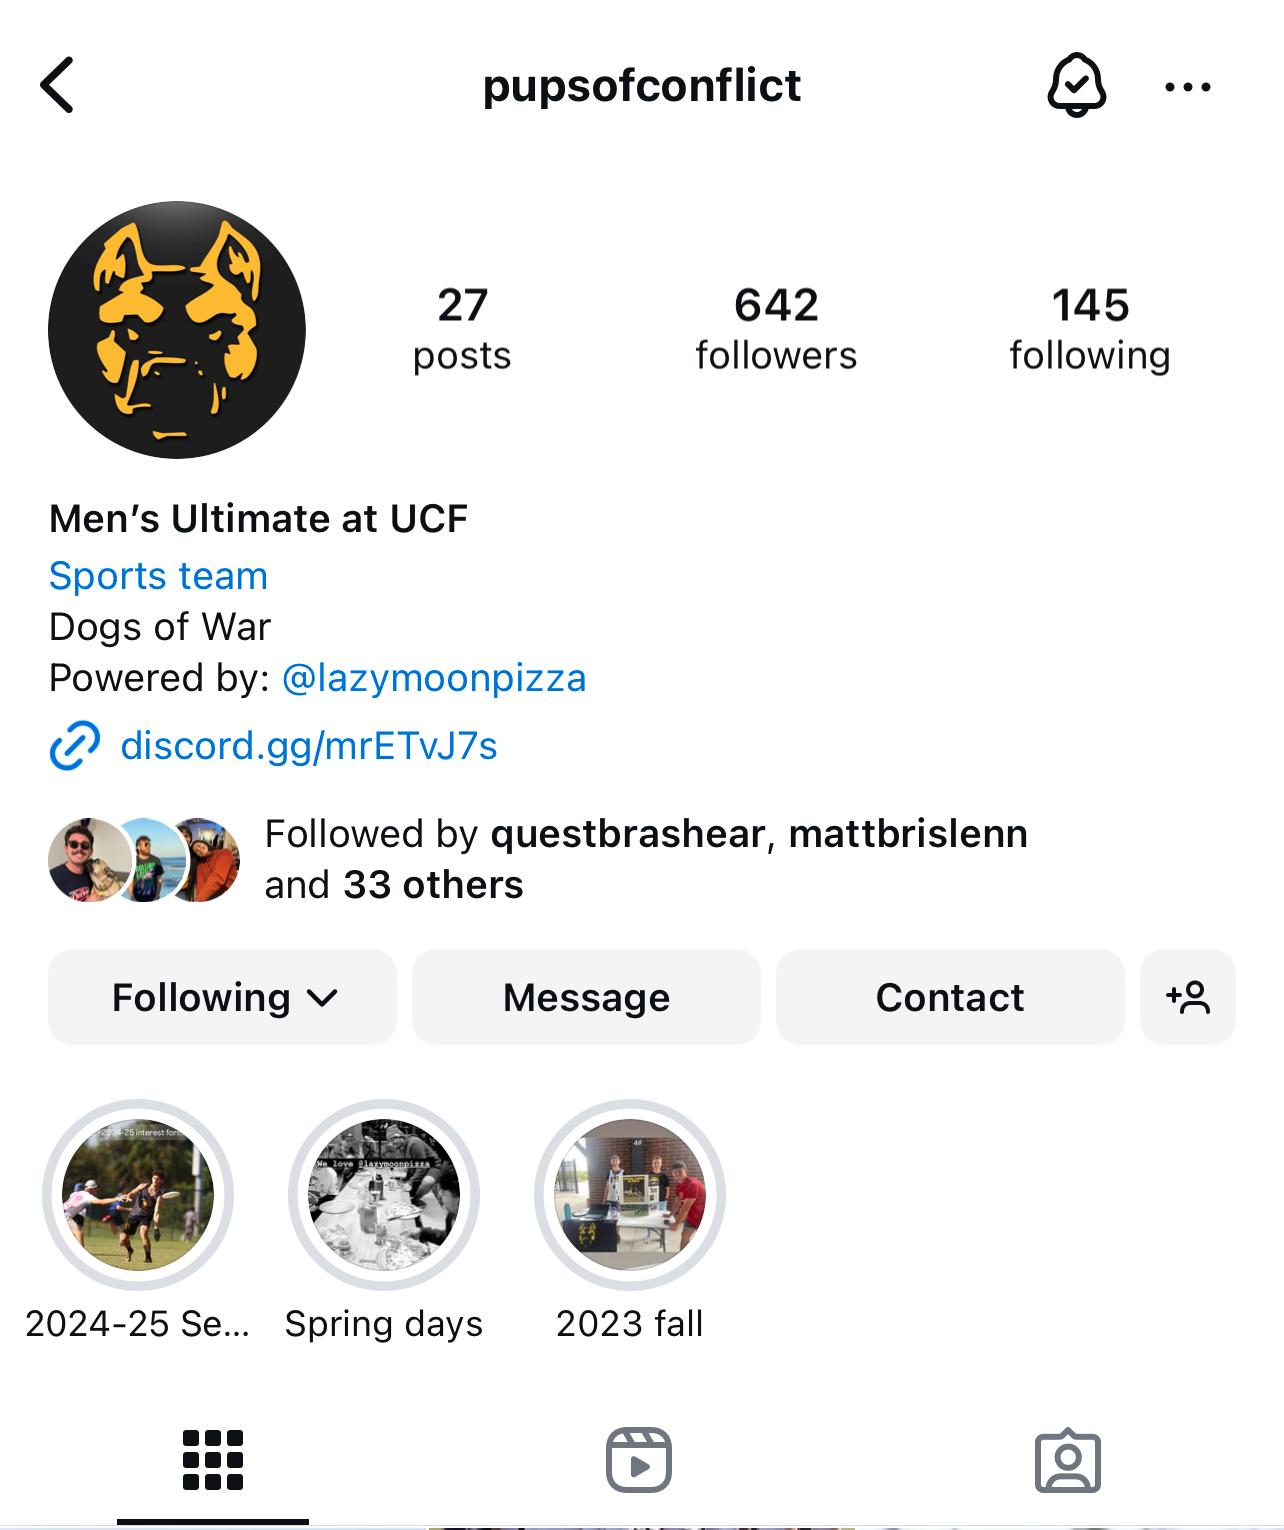 pupsofconflict
27
posts
642
followers
145
following
Men’s Ultimate at UCF
Sports team
Dogs of War
Powered by: @lazymoonpizza
discord.gg/mrETvJ7s
Followed by questbrashear, mattbrislenn
and 33 others
Following
Message
Contact
2024-25 interest form
We love @lazymoonpizza
2024-25 Se...
Spring days
2023 fall